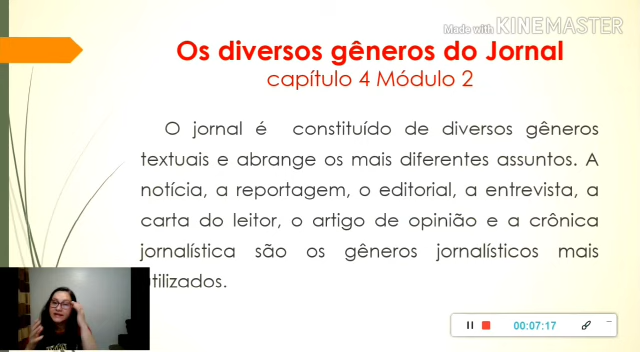 Made with KINEMASTER
Os diversos gêneros do Jornal
capítulo 4 Módulo 2
O jornal é constituído de diversos gêneros
textuais e abrange os mais diferentes assuntos. A
notícia, a reportagem, o editorial, a entrevista, a
carta do leitor, o artigo de opinião e a crônica
jornalística são os gêneros jornalísticos mais
utilizados.
00:07:17